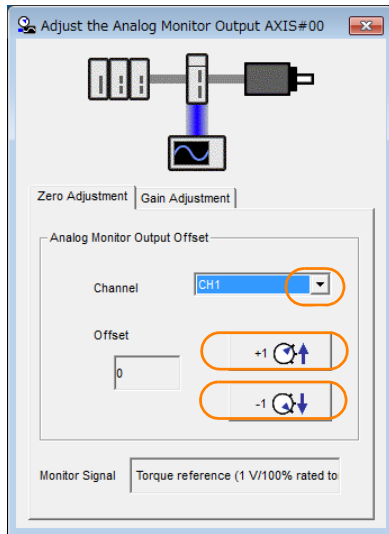 Adjust the Analog Monitor Output AXIS#00
Zero Adjustment Gain Adjustment
Analog Monitor Output Offset
Channel CH1
Offset
+1
0
-1
Monitor Signal Torque reference (1 V/100% rated to